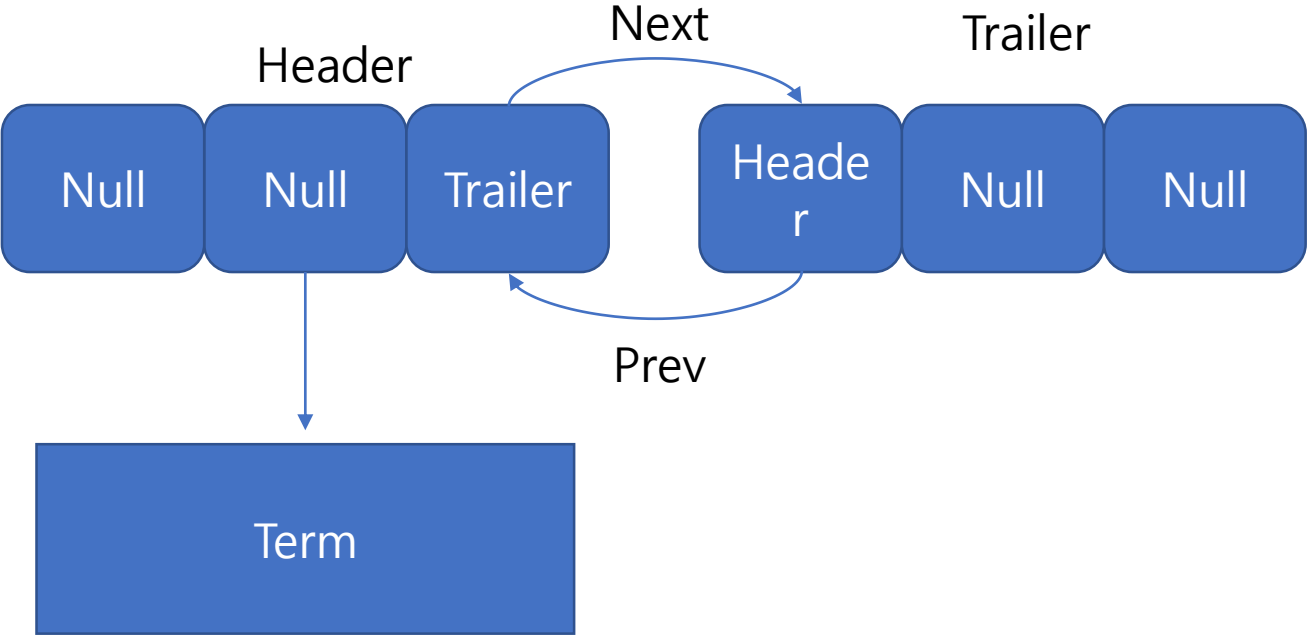 Next
Trailer
Header
Null
Null
Trailer
Heade
r
Null
Null
Prev
Term